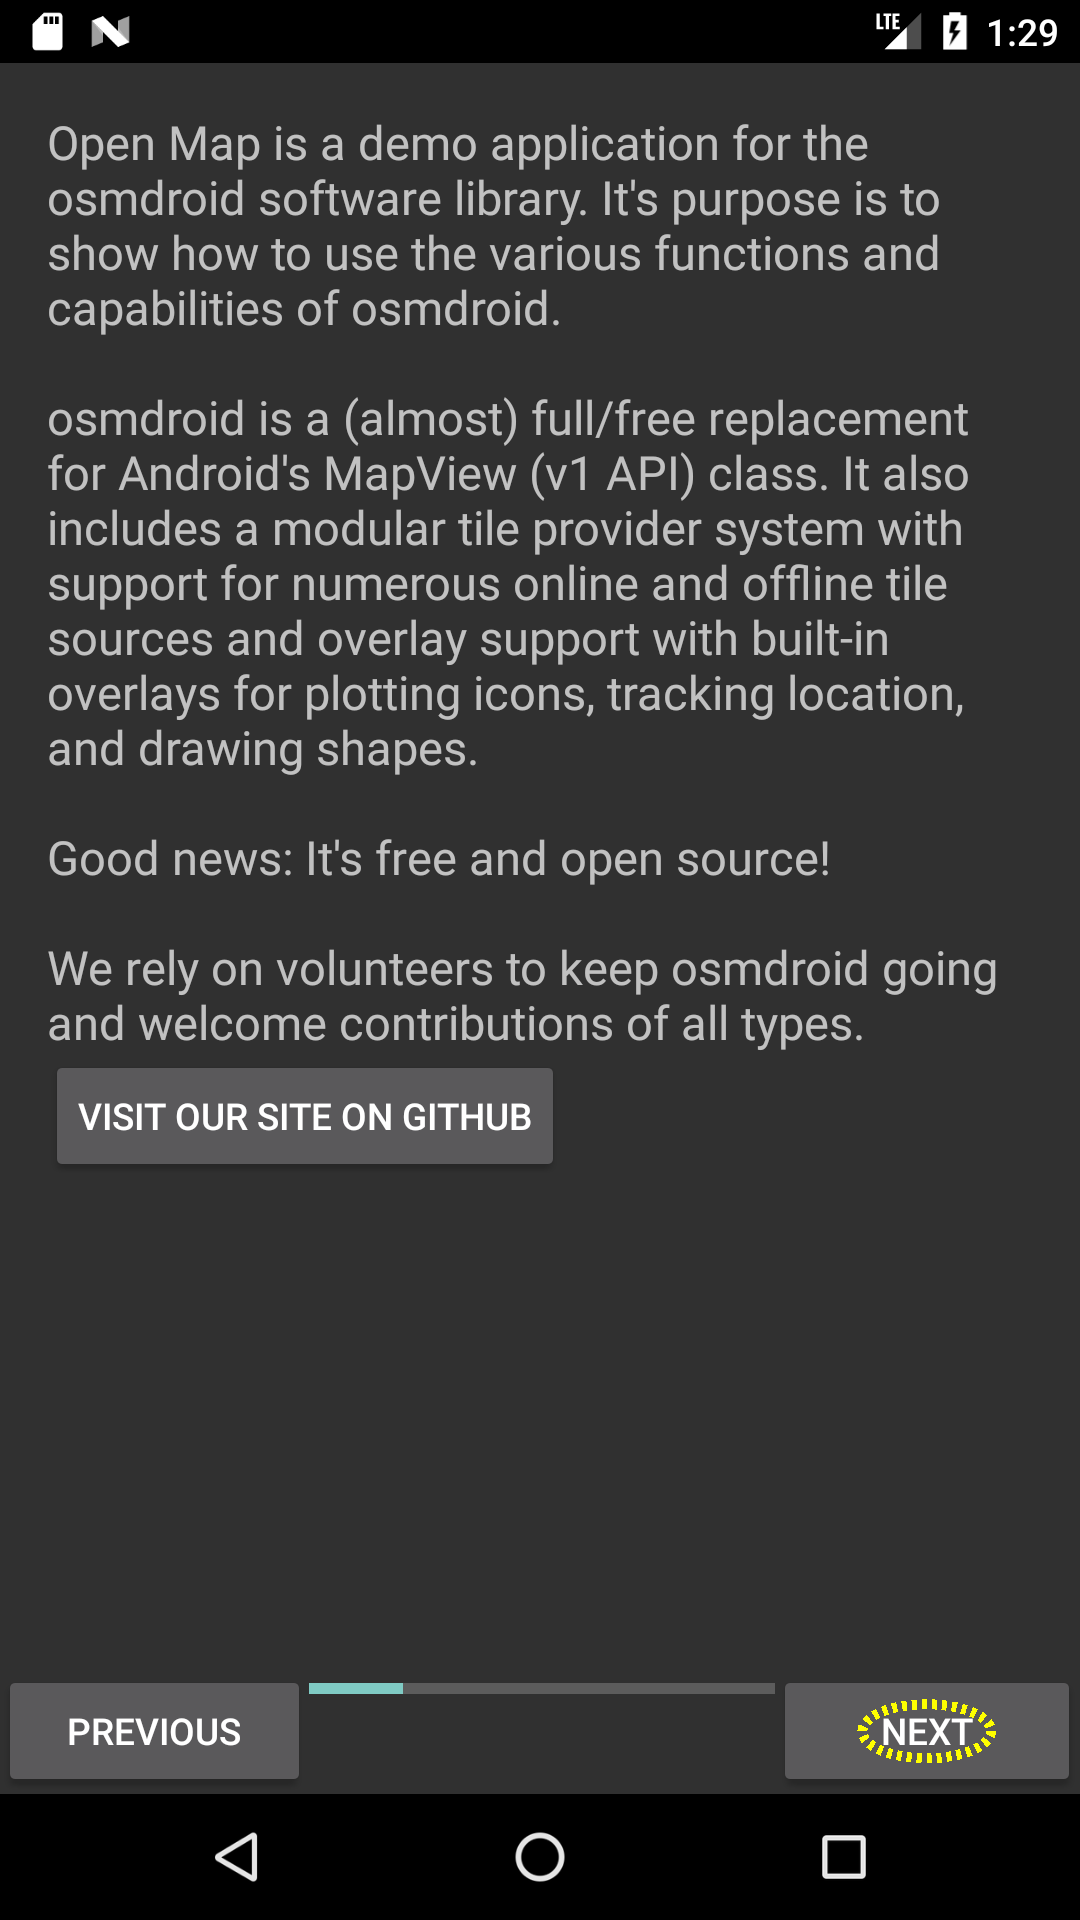 LTE 1:29
Open Map is a demo application for the
osmdroid software library. It's purpose is to
show how to use the various functions and
capabilities of osmdroid.
osmdroid is a (almost) full/free replacement
for Android's MapView (v1 API) class. It also
includes a modular tile provider system with
support for numerous online and offline tile
sources and overlay support with built-in
overlays for plotting icons, tracking location,
and drawing shapes.
Good news: It's free and open source!
We rely on volunteers to keep osmdroid going
and welcome contributions of all types.
VISIT OUR SITE ON GITHUB
PREVIOUS NEXT